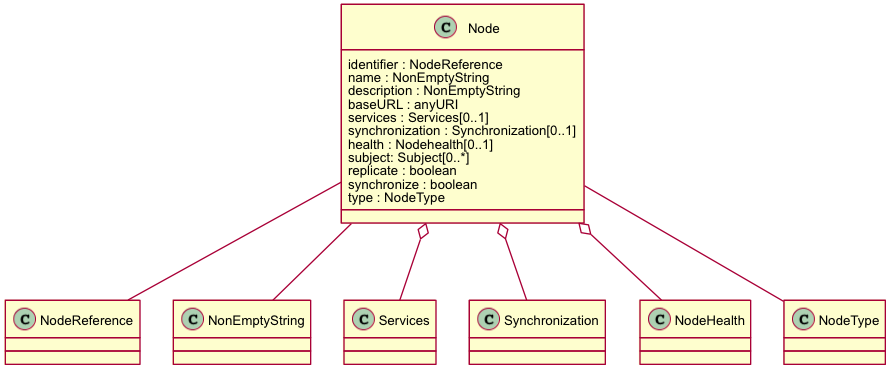 C Node
identifier : NodeReference
name : NonEmptyString
description : NonEmptyString
baseURL : anyURI
services : Services[0..1]
synchronization : Synchronization[0..1]
health : Nodehealth[0..1]
subject: Subject[0..*]
replicate : boolean
synchronize : boolean
type : NodeType
C NodeReference
C NonEmptyString
C Services
C Synchronization
C NodeHealth
C NodeType